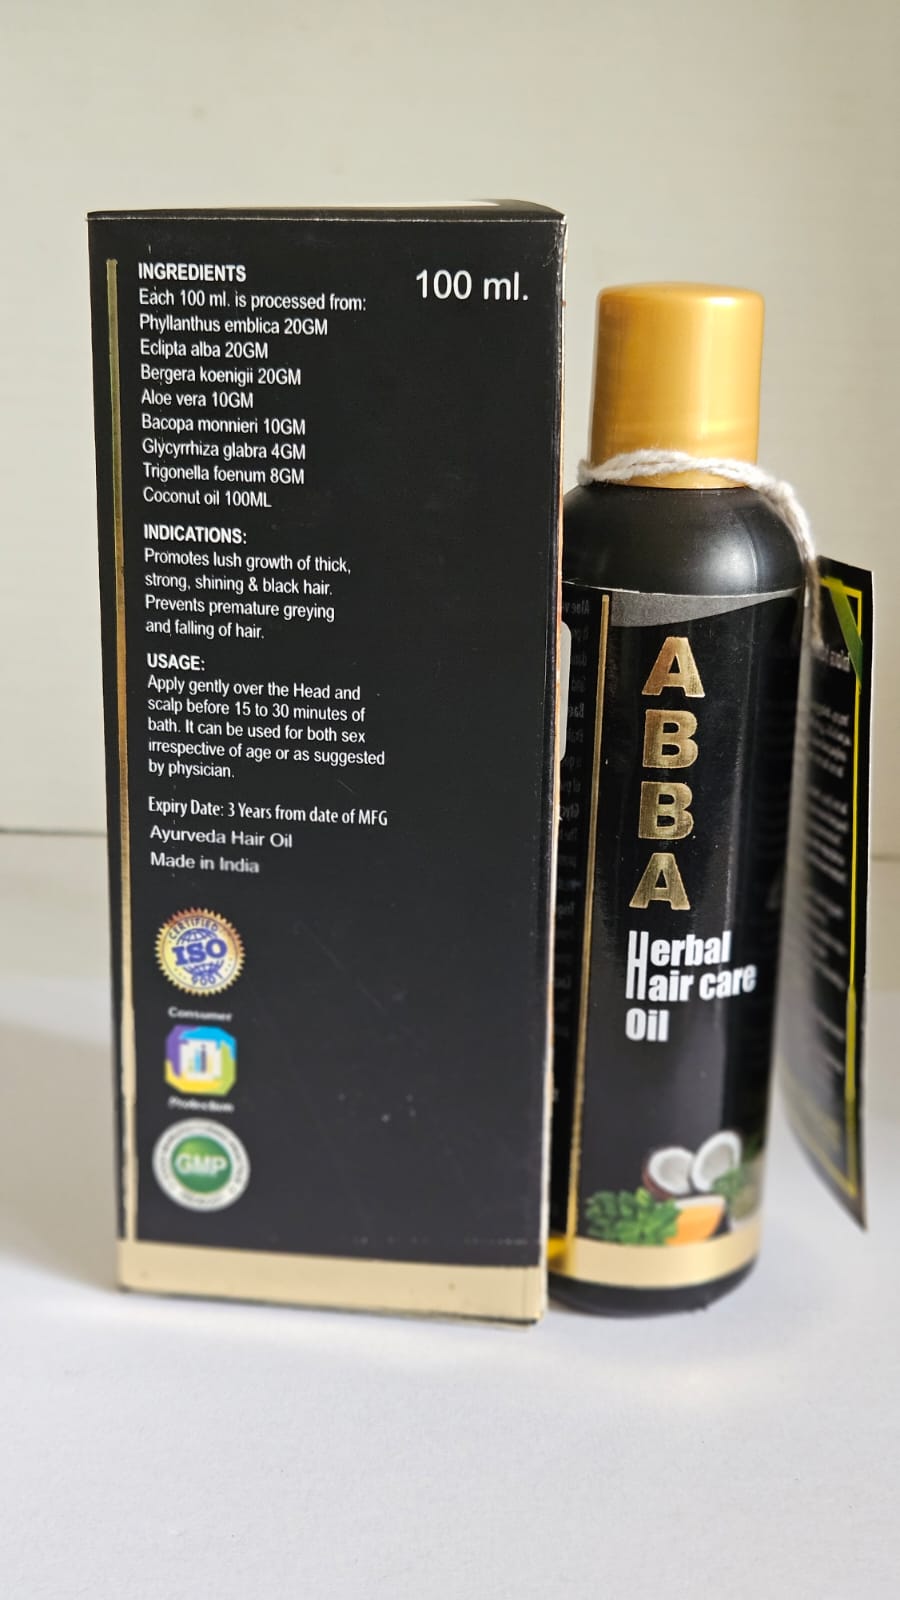 INGREDIENTS
100 ml.
Each 100 ml. is processed from:
Phyllanthus emblica 20GM
Eclipta alba 20GM
Bergera koenigii 20GM
Aloe vera 10GM
Bacopa monnieri 10GM
Glycyrrhiza glabra 4GM
Trigonella foenum 8GM
Coconut oil 100ML
INDICATIONS:
Promotes lush growth of thick,
strong, shining & black hair.
Prevents premature greying
and falling of hair.
USAGE:
Apply gently over the Head and
scalp before 15 to 30 minutes of
bath. It can be used for both sex
irrespective of age or as suggested
by physician.
Expiry Date: 3 Years from date of MFG
Ayurveda Hair Oil
Made in India
CERTIFIED
ISO
9001
Consumer
Protection
GMP
A
B
B
A
Herbal
Hair care
Oil